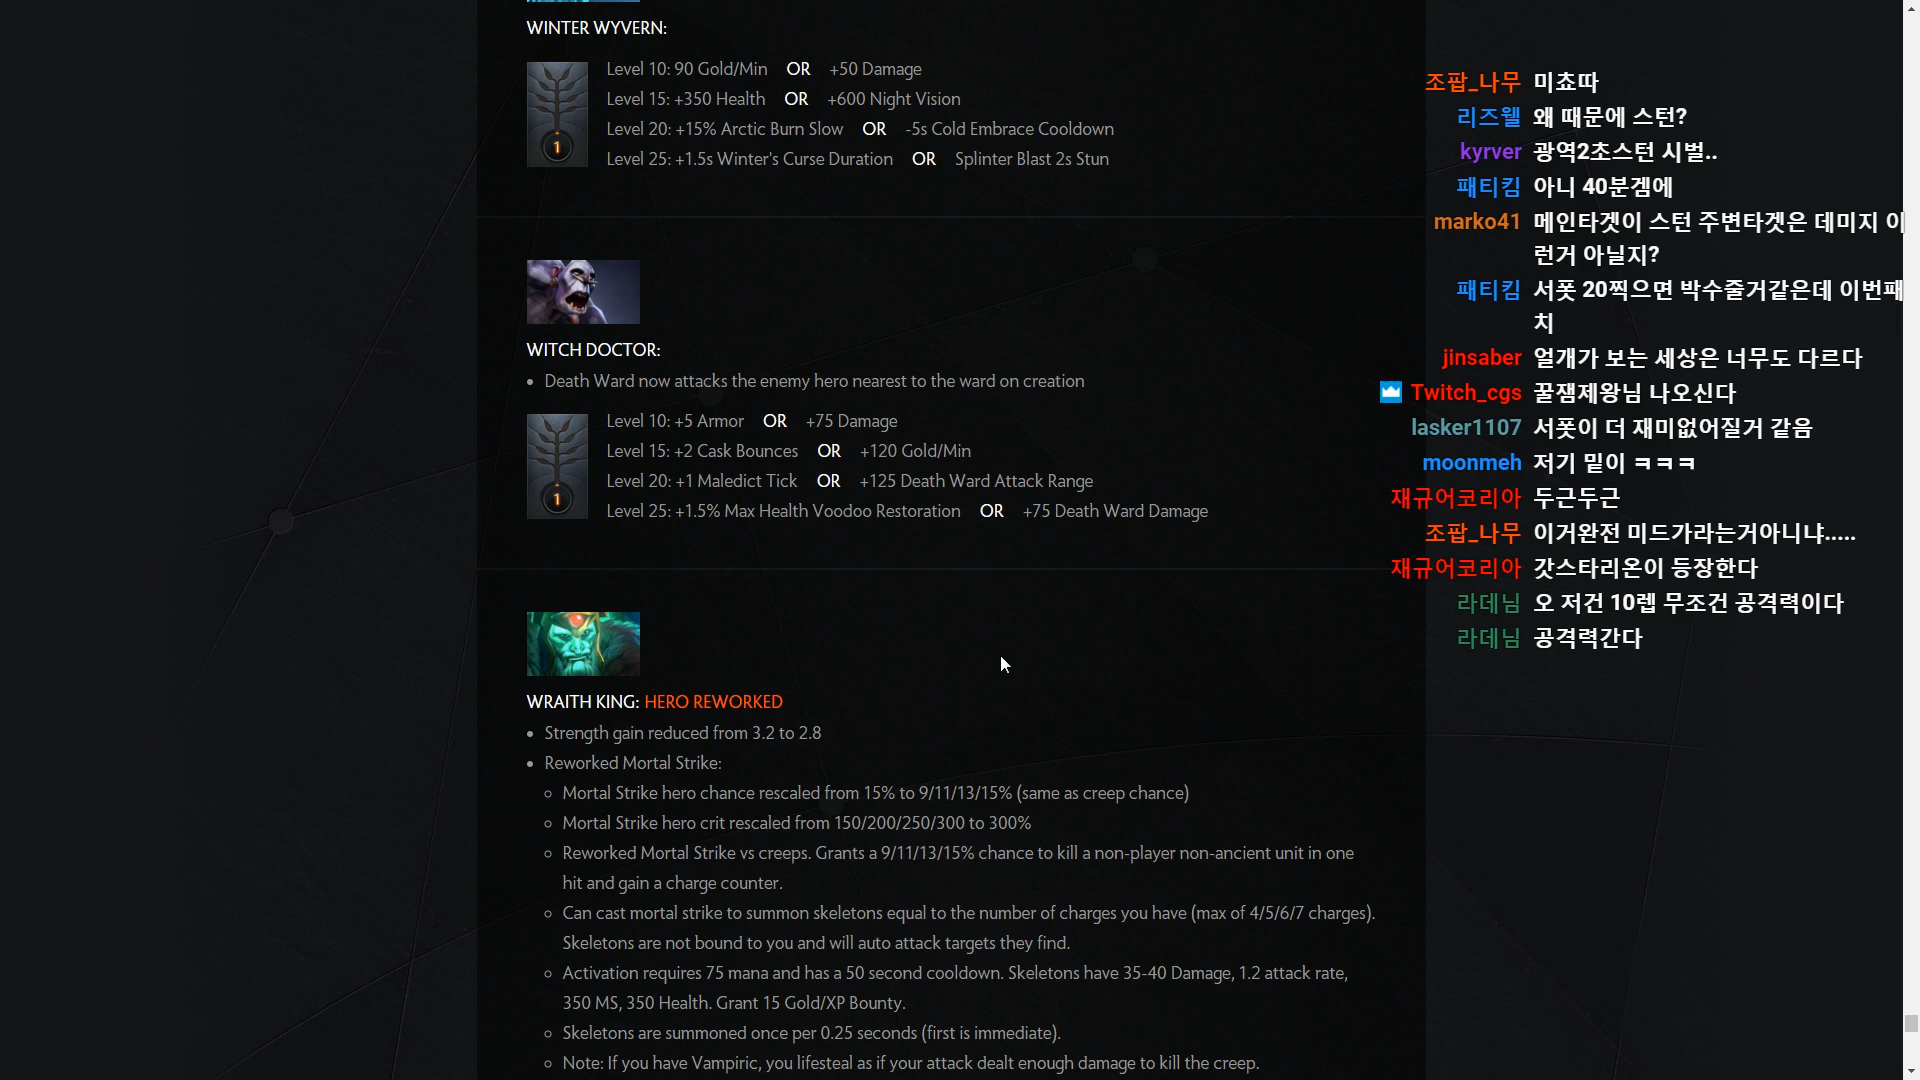 WINTER WYVERN:
Level 10: 90 Gold/Min OR +50 Damage
Level 15: +350 Health OR +600 Night Vision
Level 20: +15% Arctic Burn Slow OR -5s Cold Embrace Cooldown
Level 25: +1.5s Winter's Curse Duration OR Splinter Blast 2s Stun
1
WITCH DOCTOR:
• Death Ward now attacks the enemy hero nearest to the ward on creation
Level 10: +5 Armor OR +75 Damage
Level 15: +2 Cask Bounces OR +120 Gold/Min
Level 20: +1 Maledict Tick OR +125 Death Ward Attack Range
Level 25: +1.5% Max Health Voodoo Restoration OR +75 Death Ward Damage
1
WRAITH KING: HERO REWORKED
• Strength gain reduced from 3.2 to 2.8
• Reworked Mortal Strike:
○ Mortal Strike hero chance rescaled from 15% to 9/11/13/15% (same as creep chance)
○ Mortal Strike hero crit rescaled from 150/200/250/300 to 300%
○ Reworked Mortal Strike vs creeps. Grants a 9/11/13/15% chance to kill a non-player non-ancient unit in one
hit and gain a charge counter.
○ Can cast mortal strike to summon skeletons equal to the number of charges you have (max of 4/5/6/7 charges).
Skeletons are not bound to you and will auto attack targets they find.
○ Activation requires 75 mana and has a 50 second cooldown. Skeletons have 35-40 Damage, 1.2 attack rate,
350 MS, 350 Health. Grant 15 Gold/XP Bounty.
○ Skeletons are summoned once per 0.25 seconds (first is immediate).
○ Note: If you have Vampiric, you lifesteal as if your attack dealt enough damage to kill the creep.
조팝_나무 미쵸따
리즈웰 왜 때문에 스턴?
kyrver 광역2초스턴 시벌..
패티킴 아니 40분겜에
marko41 메인타겟이 스턴 주변타겟은 데미지 이
런거 아닐지?
패티킴 서폿 20찍으면 박수줄거같은데 이번패
치
jinsaber 얼개가 보는 세상은 너무도 다르다
Twitch_cgs 꿀잼제왕님 나오신다
lasker1107 서폿이 더 재미없어질거 같음
moonmeh 저기 밑이 ㅋㅋㅋ
재규어코리아 두근두근
조팝_나무 이거완전 미드가라는거아니냐.....
재규어코리아 갓스타리온이 등장한다
라데님 오 저건 10렙 무조건 공격력이다
라데님 공격력간다